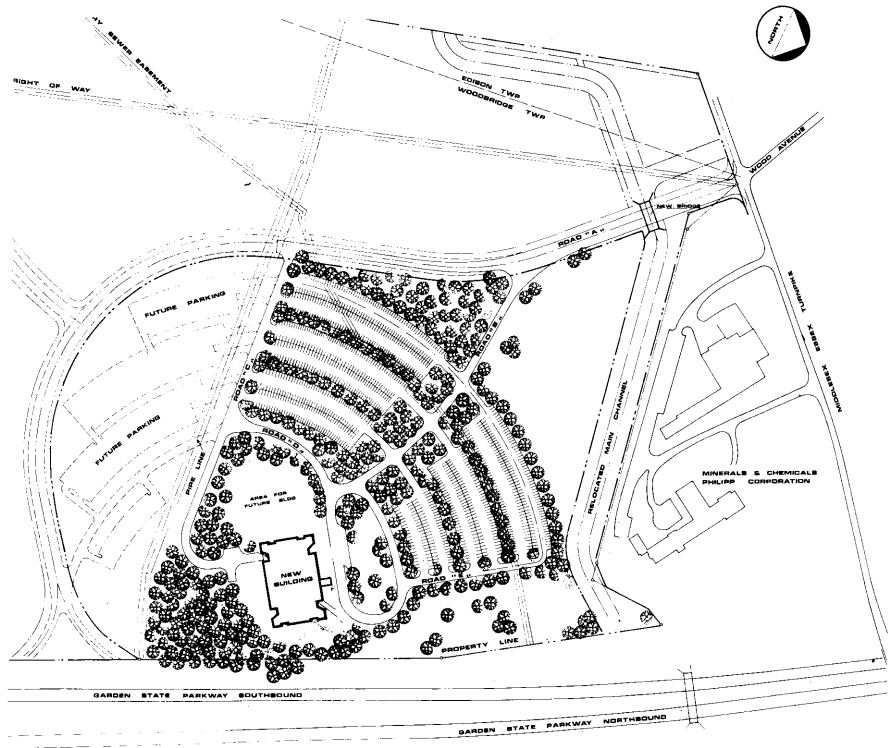 NORTH
AY SEWER EASEMENT
RIGHT OF WAY
EDISON TWP
WOODBRIDGE TWP
WOOD AVENUE
NEW BRIDGE
ROAD "A"
MIDDLESEX ESSEX TURNPIKE
FUTURE PARKING
ROAD "B"
ROAD "C"
RELOCATED MAIN CHANNEL
FUTURE PARKING
ROAD "D"
PIPE LINE
AREA FOR
FUTURE BLDG
MINERALS & CHEMICALS
PHILIPP CORPORATION
NEW
BUILDING
ROAD "E"
PROPERTY LINE
GARDEN STATE PARKWAY SOUTHBOUND
GARDEN STATE PARKWAY NORTHBOUND